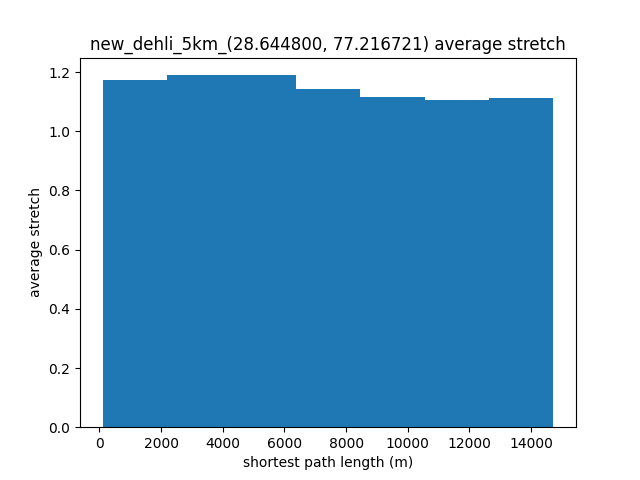 new_dehli_5km_(28.644800, 77.216721) average stretch
1.2
1.0
0.8
0.6
0.4
0.2
0.0
average stretch
0 2000 4000 6000 8000 10000 12000 14000
shortest path length (m)